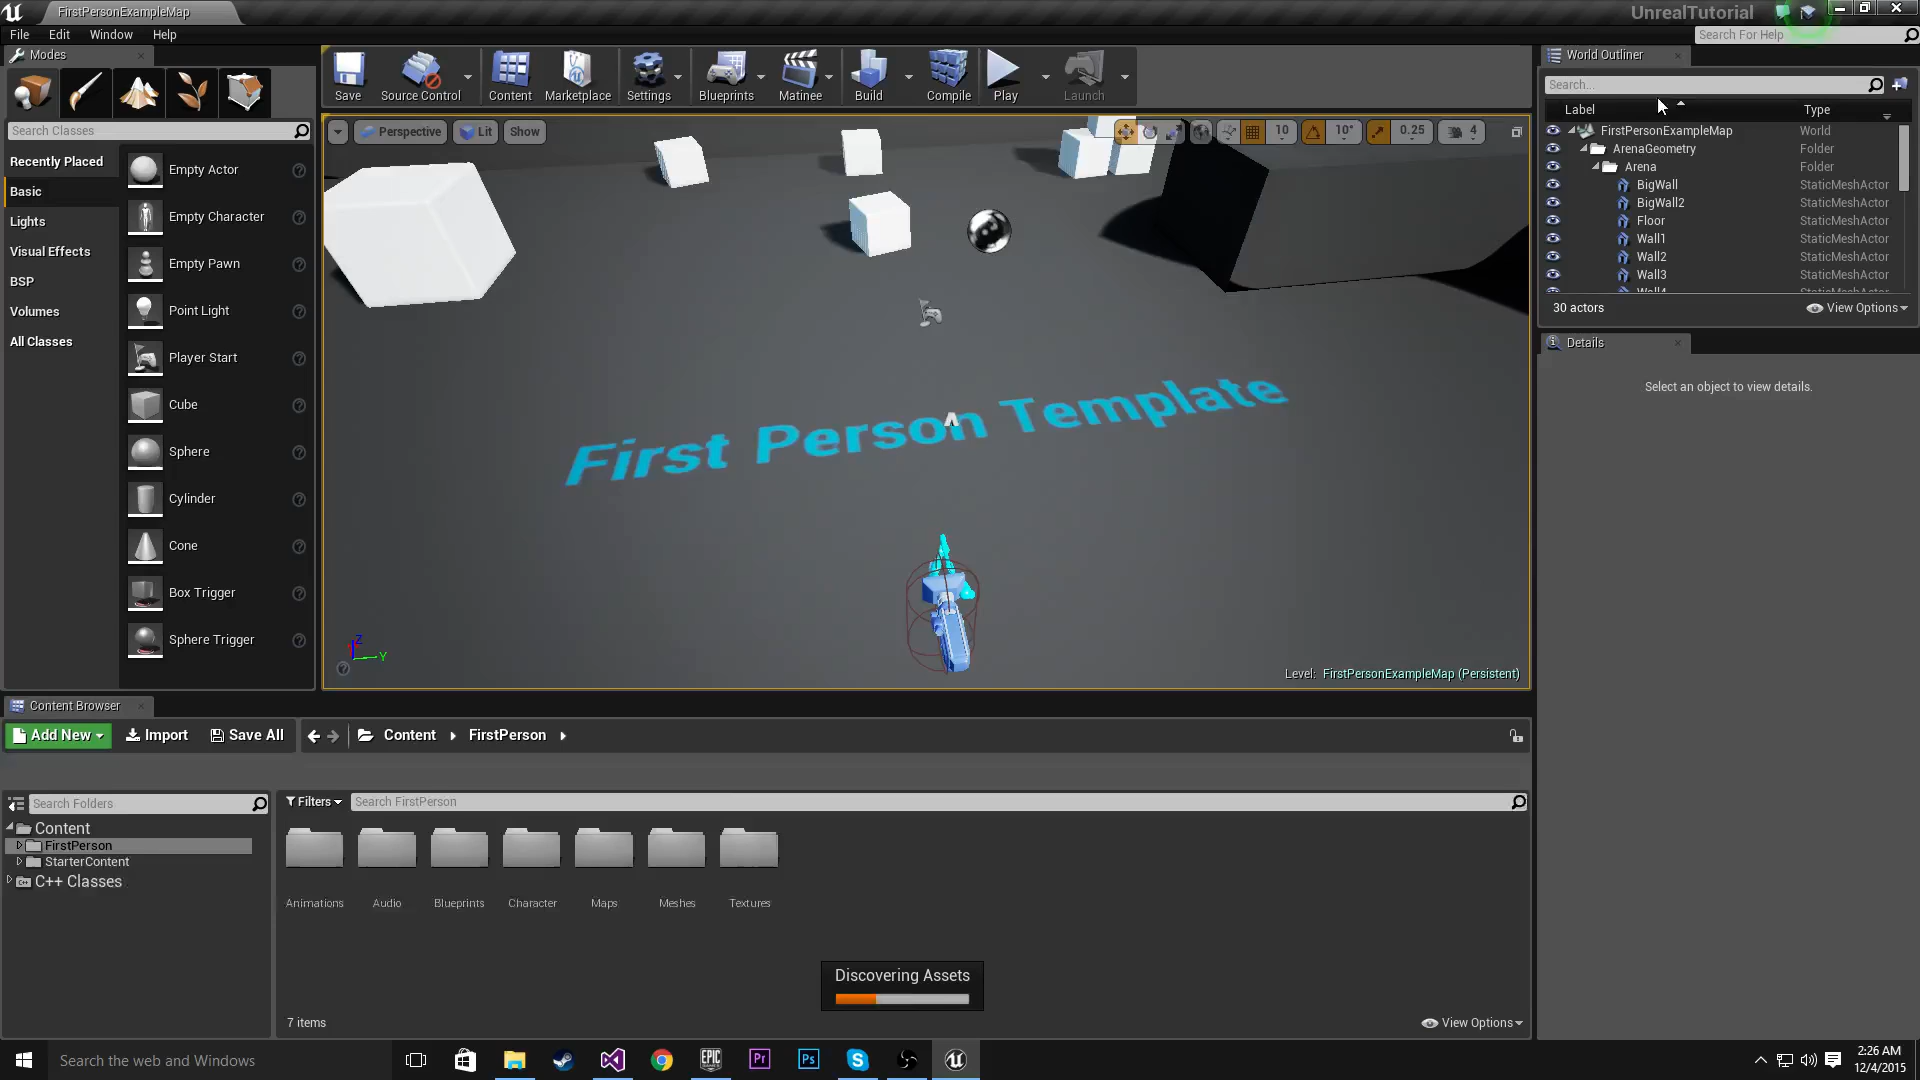 FirstPersonExampleMap
UnrealTutorial
File Edit Window Help
Search For Help
Modes
Save
Source Control
Content
Marketplace
Settings
Blueprints
Matinee
Build
Compile
Play
Launch
World Outliner
Search...
Label Type
FirstPersonExampleMap World
ArenaGeometry Folder
Arena Folder
BigWall StaticMeshActor
BigWall2 StaticMeshActor
Floor StaticMeshActor
Wall1 StaticMeshActor
Wall2 StaticMeshActor
Wall3 StaticMeshActor
Wall4 StaticMeshActor
30 actors
View Options
Details
Select an object to view details.
Search Classes
Recently Placed
Basic
Lights
Visual Effects
BSP
Volumes
All Classes
Empty Actor
Empty Character
Empty Pawn
Point Light
Player Start
Cube
Sphere
Cylinder
Cone
Box Trigger
Sphere Trigger
Perspective
Lit
Show
10
10°
0.25
4
First Person Template
Z
Y
Level: FirstPersonExampleMap (Persistent)
Content Browser
Add New
Import
Save All
Content
FirstPerson
Search Folders
Content
FirstPerson
StarterContent
C++ Classes
Filters
Search FirstPerson
Animations
Audio
Blueprints
Character
Maps
Meshes
Textures
Discovering Assets
7 items
View Options
Search the web and Windows
EPIC
Pr
Ps
2:26 AM
12/4/2015